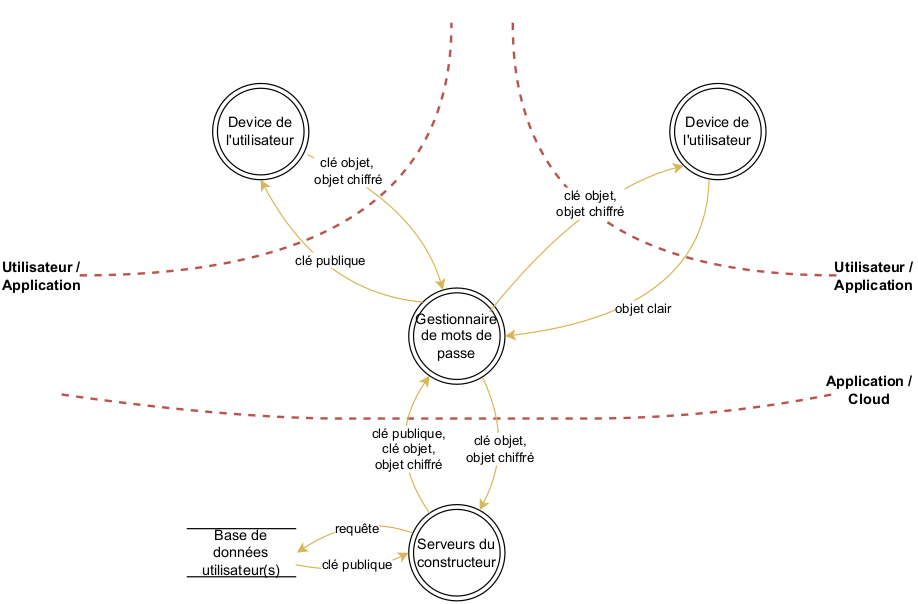 Device de
l'utilisateur
Device de
l'utilisateur
clé objet,
objet chiffré
clé objet,
objet chiffré
clé publique
Utilisateur /
Application
Utilisateur /
Application
objet clair
Gestionnaire
de mots de
passe
Application /
Cloud
clé publique,
clé objet,
objet chiffré
clé objet,
objet chiffré
requête
Base de
données
utilisateur(s)
clé publique
Serveurs du
constructeur